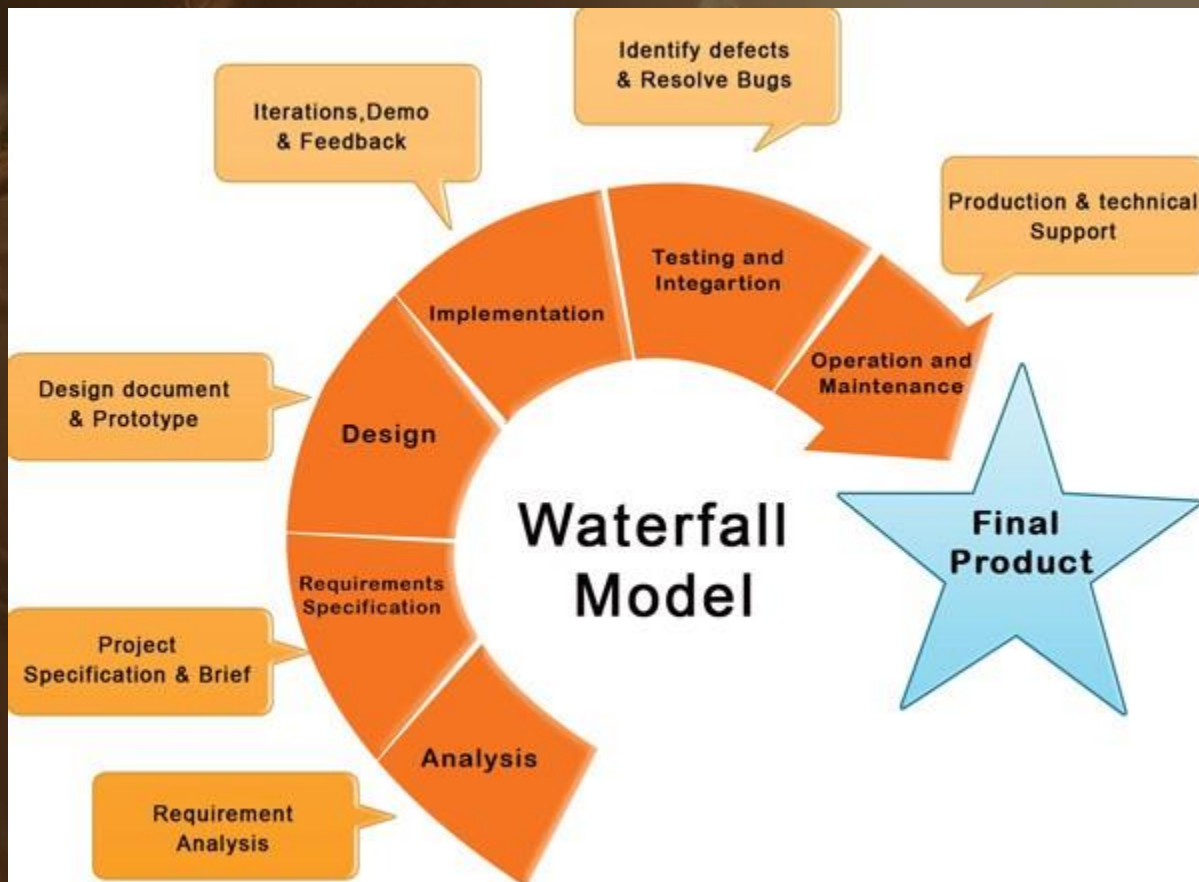 Identify defects
& Resolve Bugs
Iterations,Demo
& Feedback
Production & technical
Support
Testing and
Integartion
Implementation
Operation and
Maintenance
Design document
& Prototype
Design
Waterfall
Model
Final
Product
Requirements
Specification
Project
Specification & Brief
Analysis
Requirement
Analysis